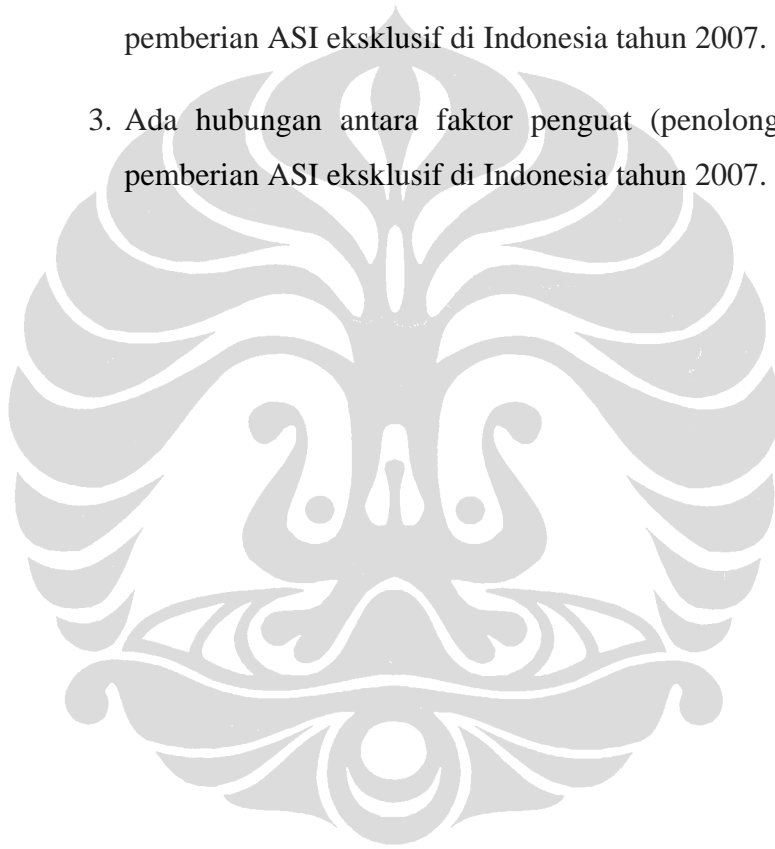 pemberian ASI eksklusif di Indonesia tahun 2007.
3. Ada hubungan antara faktor penguat (penolong
pemberian ASI eksklusif di Indonesia tahun 2007.